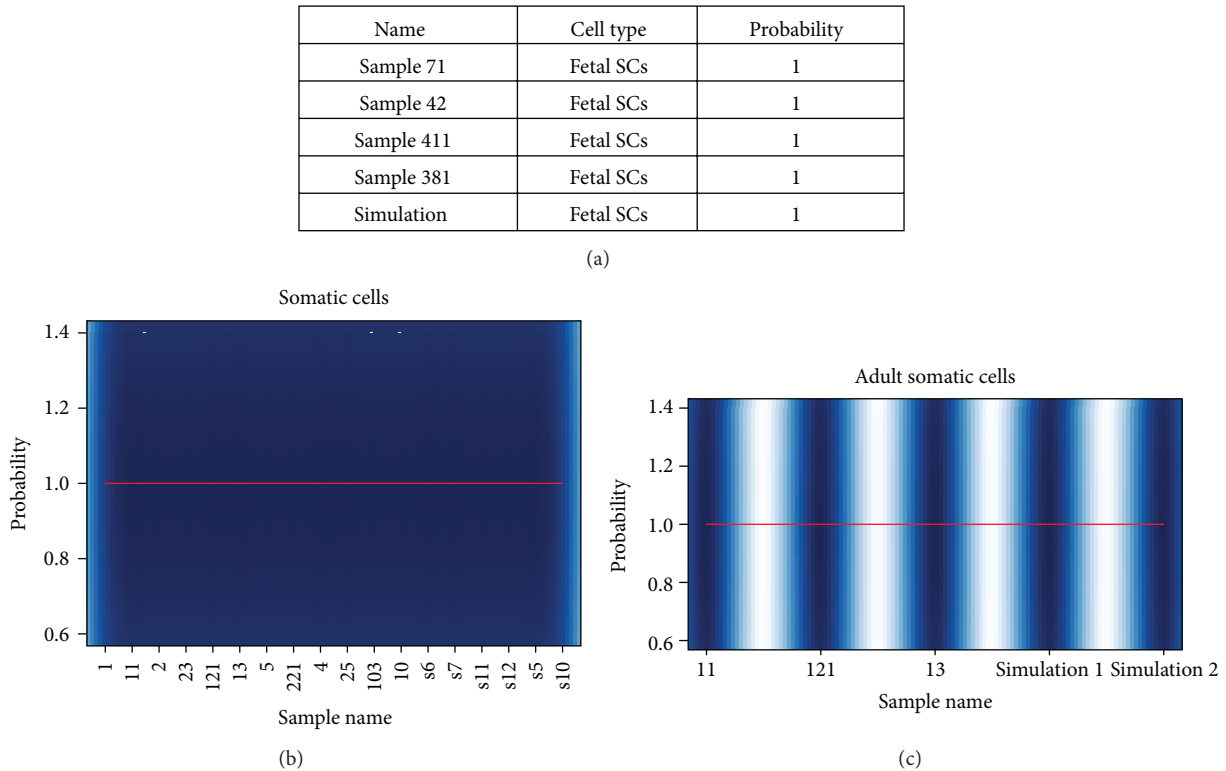 Name Cell type Probability
Sample 71 Fetal SCs 1
Sample 42 Fetal SCs 1
Sample 411 Fetal SCs 1
Sample 381 Fetal SCs 1
Simulation Fetal SCs 1
(a)
Somatic cells
Probability
1.4
1.2
1.0
0.8
0.6
1 11 2 23 121 13 5 221 4 25 103 10 s6 s7 s11 s12 s5 s10
Sample name
(b)
Adult somatic cells
Probability
1.4
1.2
1.0
0.8
0.6
11 121 13 Simulation 1 Simulation 2
Sample name
(c)